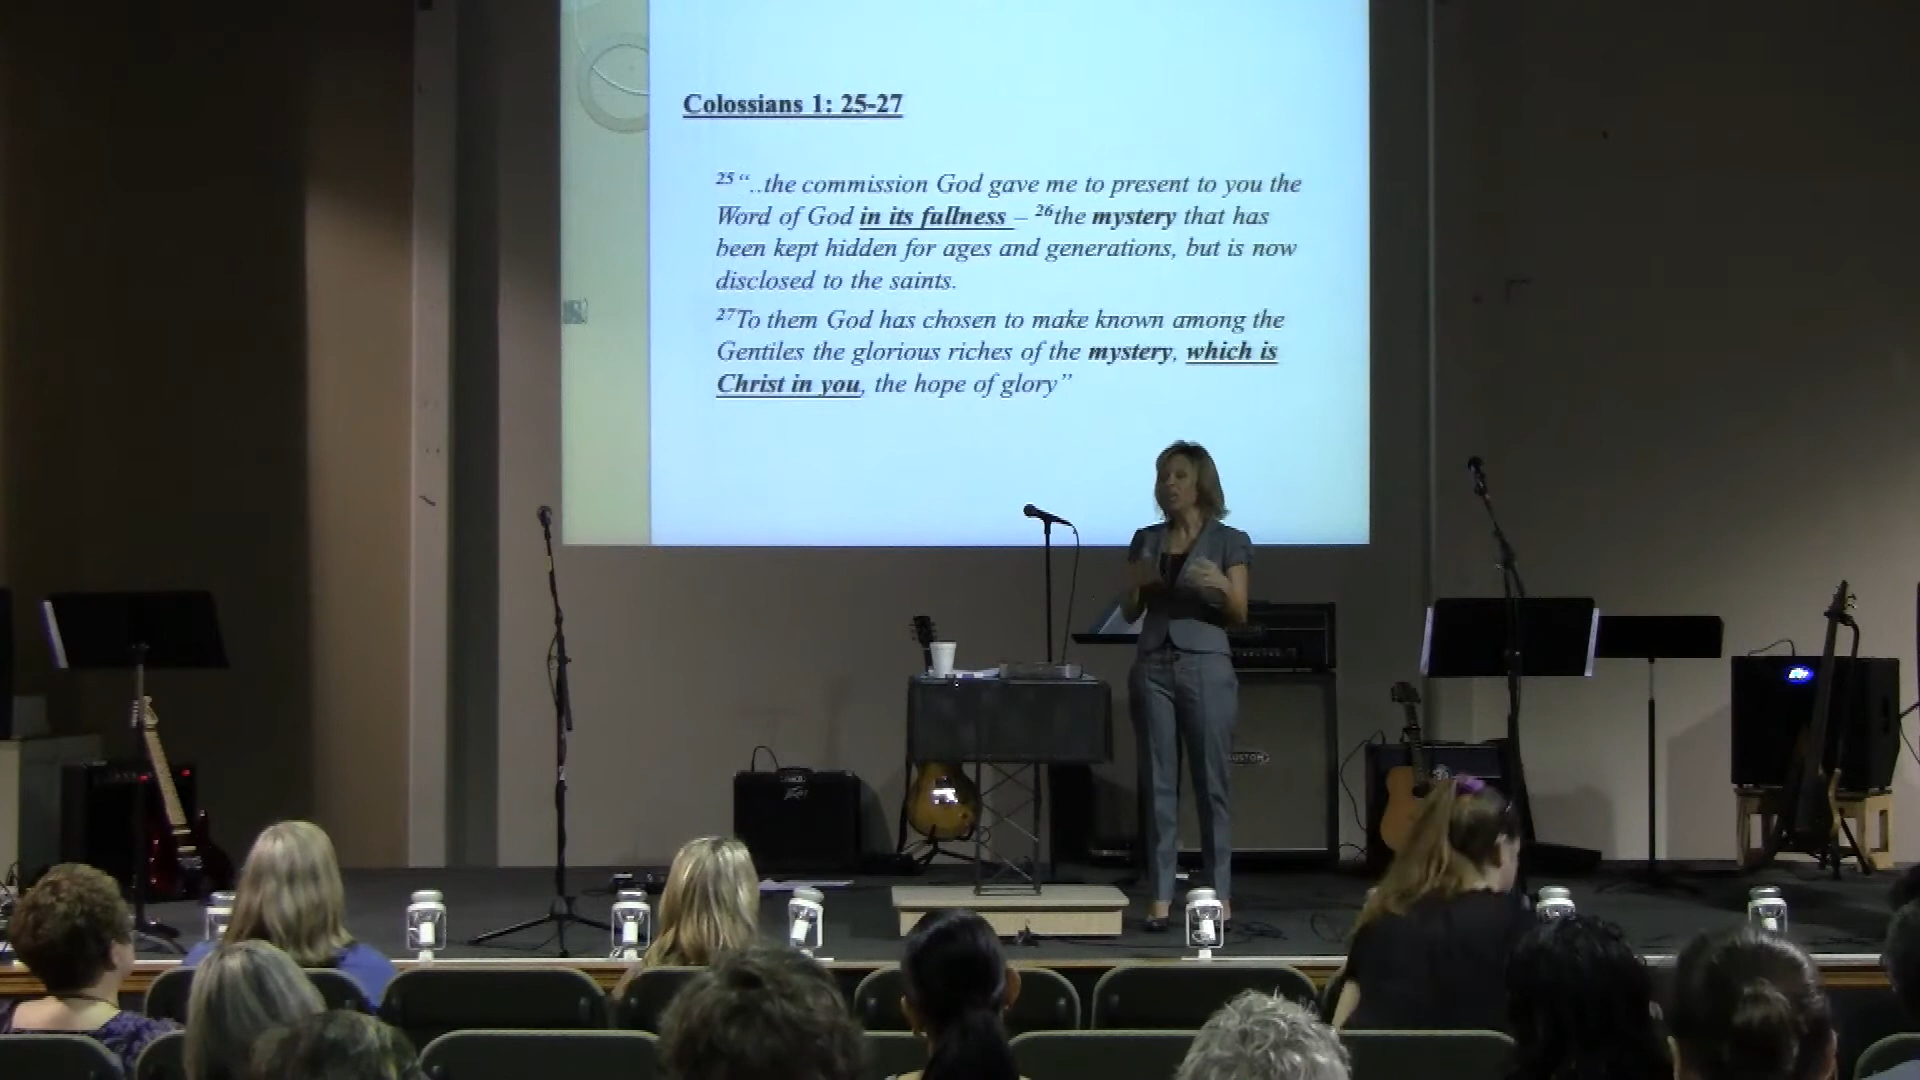 Colossians 1: 25-27
25 “..the commission God gave me to present to you the
Word of God in its fullness – 26the mystery that has
been kept hidden for ages and generations, but is now
disclosed to the saints.
27To them God has chosen to make known among the
Gentiles the glorious riches of the mystery, which is
Christ in you, the hope of glory”
KUSTOM
PEAVEY